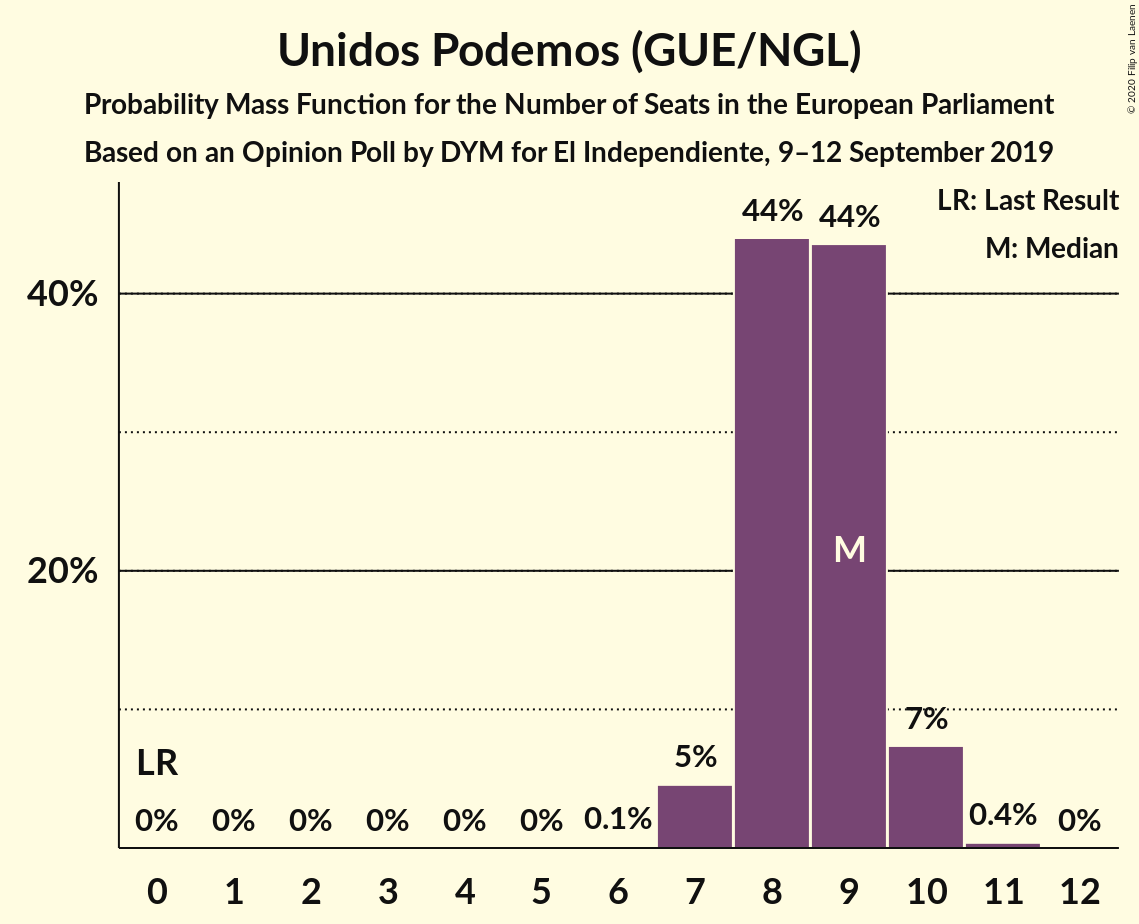 Unidos Podemos (GUE/NGL)
Probability Mass Function for the Number of Seats in the European Parliament
Based on an Opinion Poll by DYM for El Independiente, 9–12 September 2019
© 2020 Filip van Laenen
LR: Last Result
M: Median
44%
44%
40%
20%
M
7%
5%
LR
0%
0%
0%
0%
0%
0%
0.1%
0.4%
0%
0 1 2 3 4 5 6 7 8 9 10 11 12